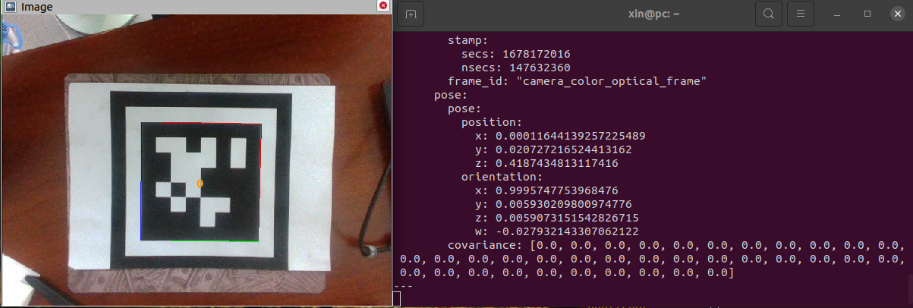 Image
0
xln@pc: ~
stamp:
secs: 1678172016
nsecs: 147632360
frame_id: "camera_color_optical_frame"
pose:
pose:
position:
x: 0.00011644139257225489
y: 0.020727216524413162
z: 0.4187434813117416
orientation:
x: 0.9995747753968476
y: 0.005930209800974776
z: 0.0059073151542826715
w: -0.027932143307062122
covariance: [0.0, 0.0, 0.0, 0.0, 0.0, 0.0, 0.0, 0.0, 0.0, 0.0, 0.0,
0.0, 0.0, 0.0, 0.0, 0.0, 0.0, 0.0, 0.0, 0.0, 0.0, 0.0, 0.0, 0.0, 0.0, 0.0,
0.0, 0.0, 0.0, 0.0, 0.0, 0.0, 0.0, 0.0, 0.0, 0.0]
---